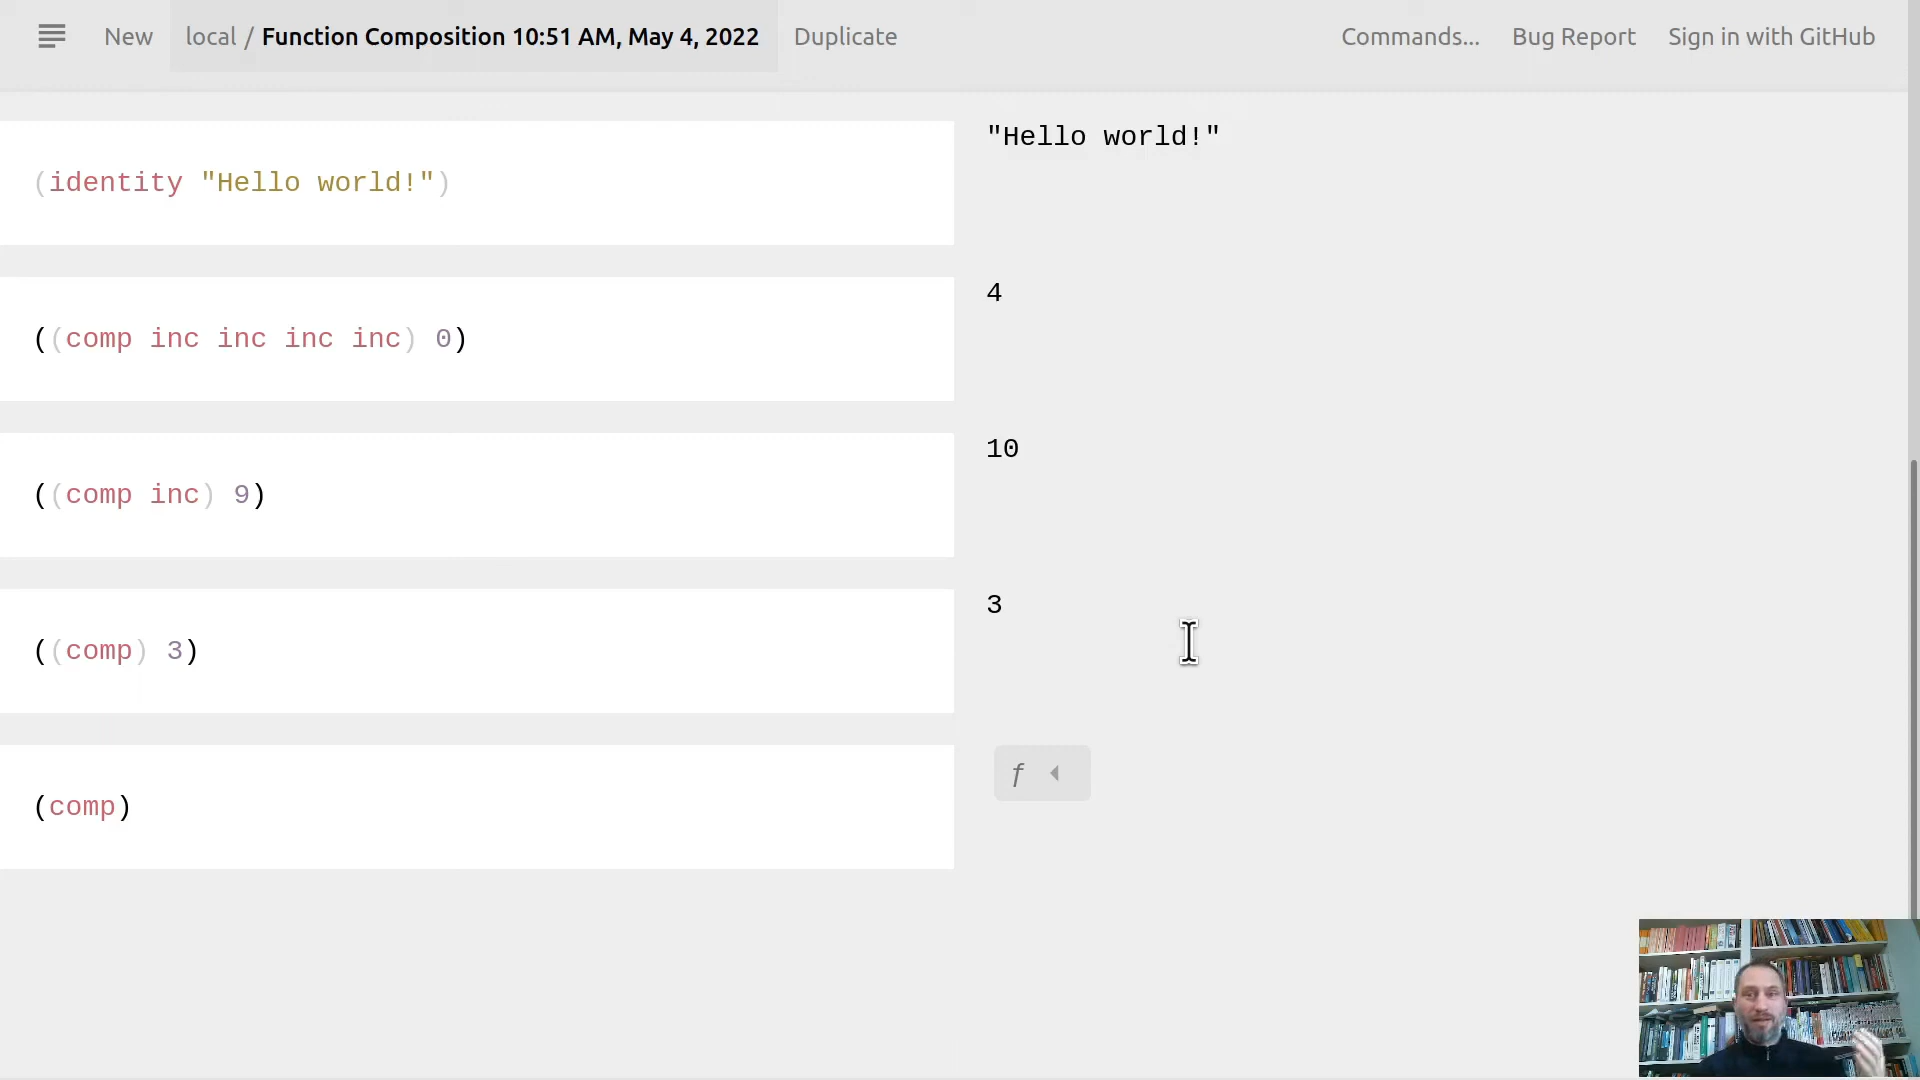 New local / Function Composition 10:51 AM, May 4, 2022 Duplicate Commands... Bug Report Sign in with GitHub
(identity "Hello world!")
"Hello world!"
((comp inc inc inc inc) 0)
4
((comp inc) 9)
10
((comp) 3)
3
(comp)
ƒ